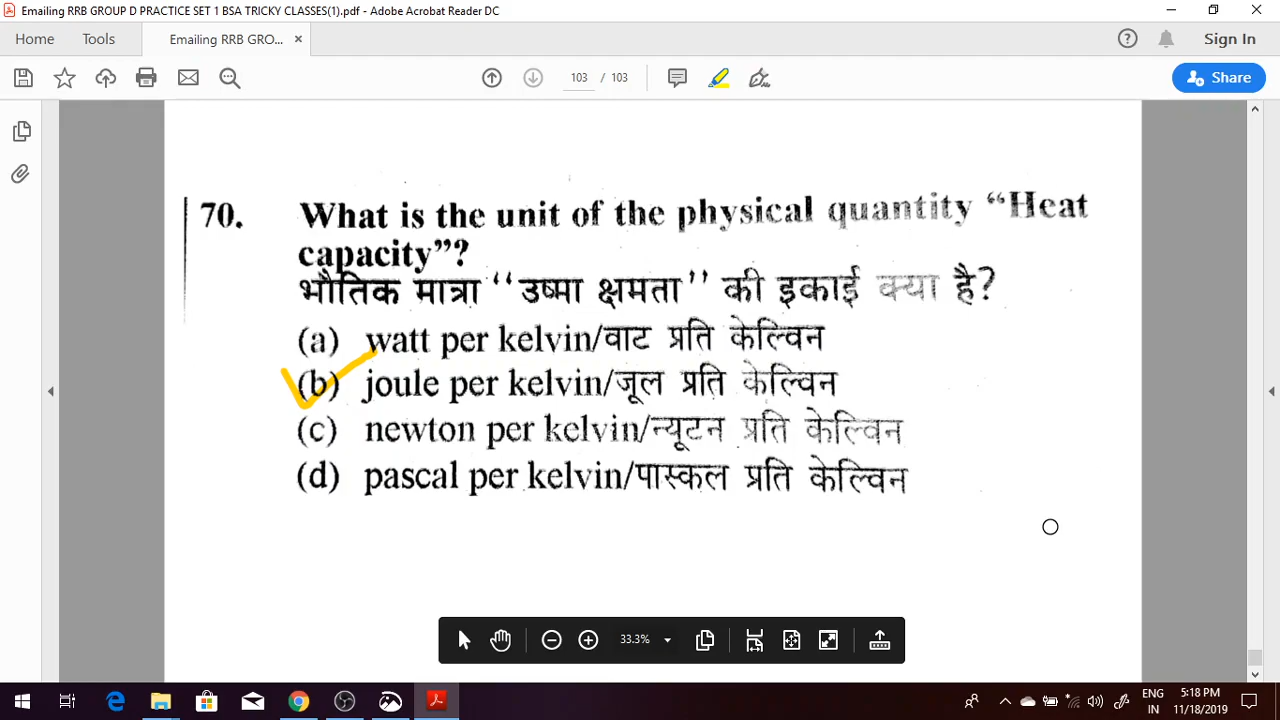 Emailing RRB GROUP D PRACTICE SET 1 BSA TRICKY CLASSES(1).pdf - Adobe Acrobat Reader DC
Home Tools Emailing RRB GRO... × Sign In
103 / 103 Share
70. What is the unit of the physical quantity “Heat
capacity”?
भौतिक मात्रा “उष्मा क्षमता” की इकाई क्या है?
(a) watt per kelvin/वाट प्रति केल्विन
(b) joule per kelvin/जूल प्रति केल्विन
(c) newton per kelvin/न्यूटन प्रति केल्विन
(d) pascal per kelvin/पास्कल प्रति केल्विन
33.3%
ENG 5:18 PM
IN 11/18/2019